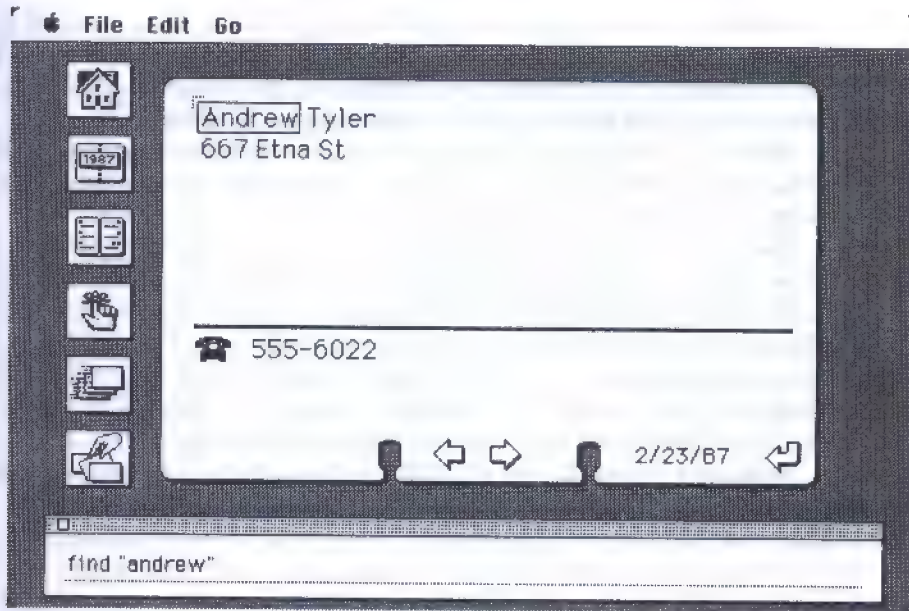 File Edit Go
1987
Andrew Tyler
667 Etna St
555-6022
2/23/87
find "andrew"